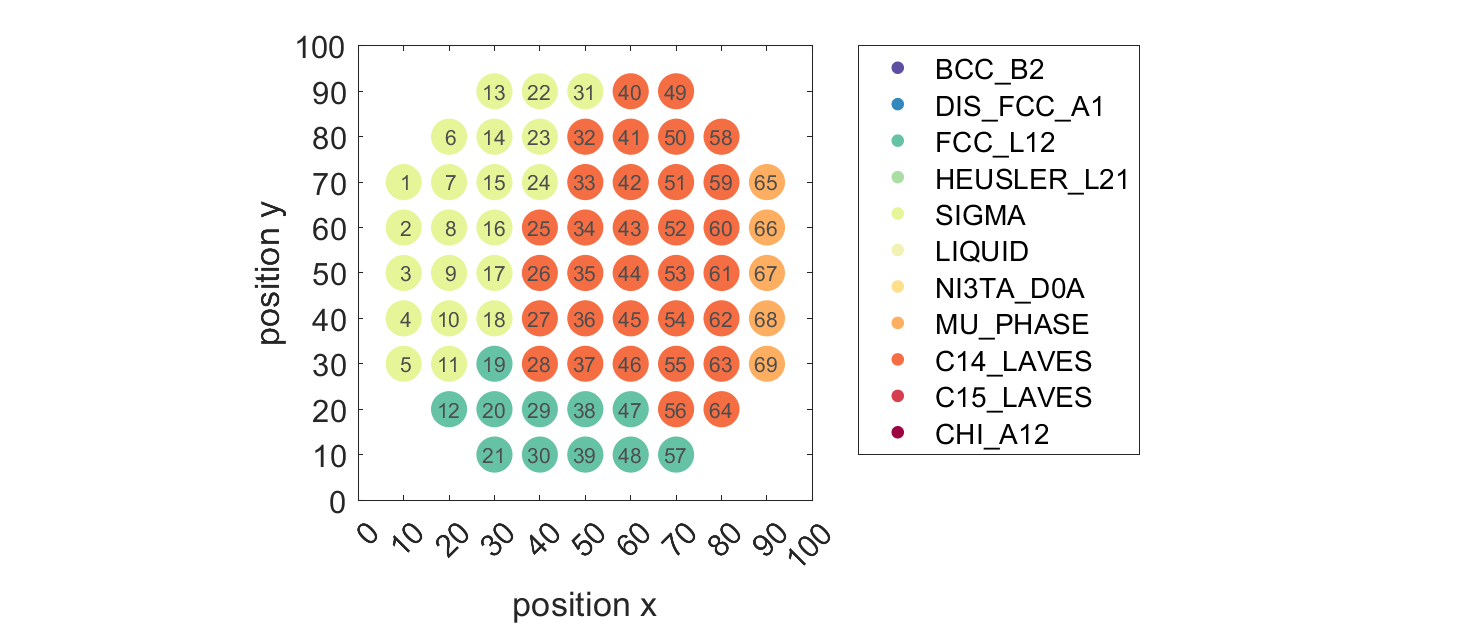 100
90
80
70
60
50
40
30
20
10
0
position y
13 22 31 40 49
6 14 23 32 41 50 58
1 7 15 24 33 42 51 59 65
2 8 16 25 34 43 52 60 66
3 9 17 26 35 44 53 61 67
4 10 18 27 36 45 54 62 68
5 11 19 28 37 46 55 63 69
12 20 29 38 47 56 64
21 30 39 48 57
0 10 20 30 40 50 60 70 80 90 100
position x
BCC_B2
DIS_FCC_A1
FCC_L12
HEUSLER_L21
SIGMA
LIQUID
NI3TA_D0A
MU_PHASE
C14_LAVES
C15_LAVES
CHI_A12